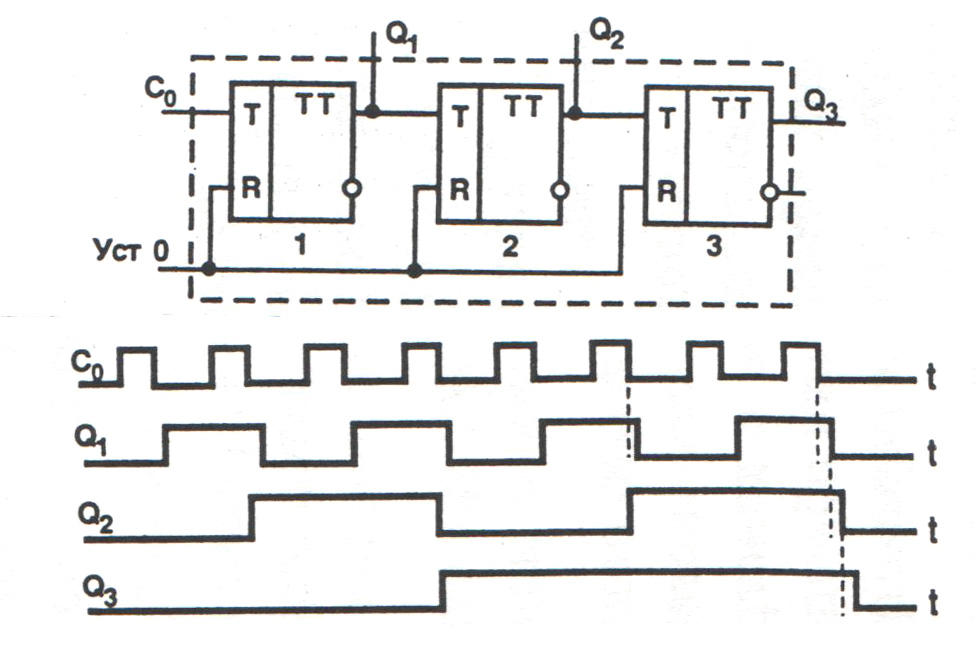 Q1 Q2
C0 T TT T TT T TT Q3
R R R
Уст 0 1 2 3
C0 t
Q1 t
Q2 t
Q3 t